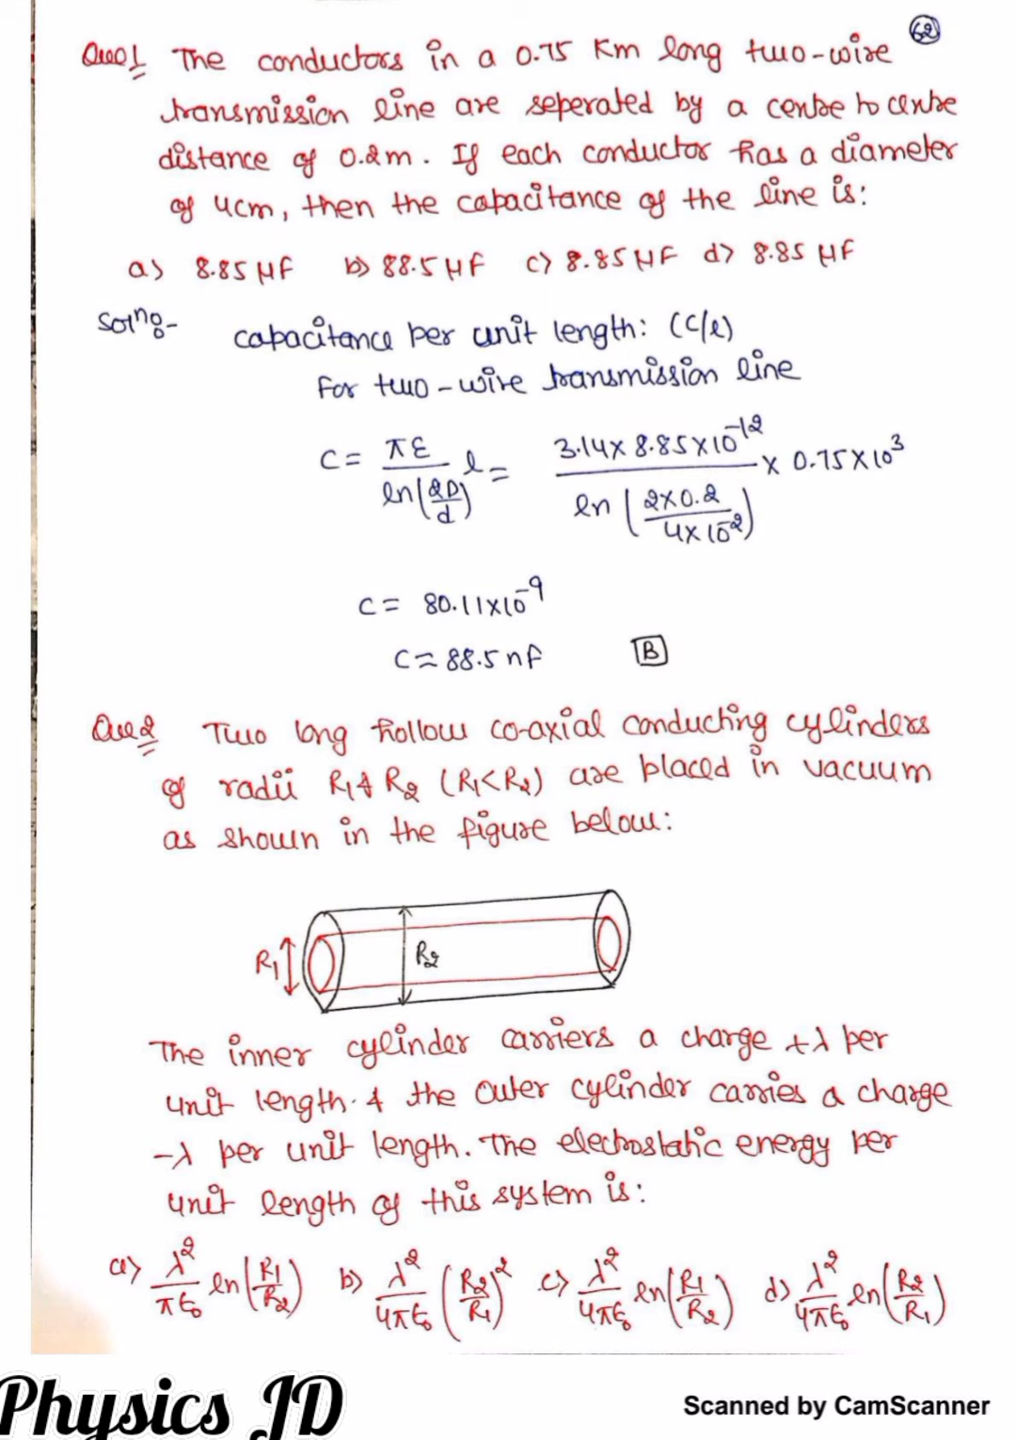 62
Que01 The conductors in a 0.75 Km long two-wire
transmission line are seperated by a centre to centre
distance of 0.2m. If each conductor has a diameter
of 4cm, then the capacitance of the line is:
a) 8.85 μF b) 88.5 μF c) 8.85 μF d) 8.85 μF
Solno- capacitance per unit length: (C/l)
For two-wire transmission line
C = πε/ln(2D/d) l = 3.14 x 8.85 x 10^-12/ln(2x0.2/4x10^-2) x 0.75 x 10^3
C = 80.11x10^-9
C ≈ 88.5 nf B
Que2 Two long hollow co-axial conducting cylinders
of radii R1 & R2 (R1<R2) are placed in vacuum
as shown in the figure below:
R1 R2
The inner cylinder carriers a charge +λ per
unit length. & the outer cylinder carries a charge
-λ per unit length. The electrostatic energy per
unit length of this system is:
a) λ²/πε0 ln(R1/R2) b) λ²/4πε0 (R2/R1)² c) λ²/4πε0 ln(R1/R2) d) λ²/4πε0 ln(R2/R1)
Physics JD
Scanned by CamScanner